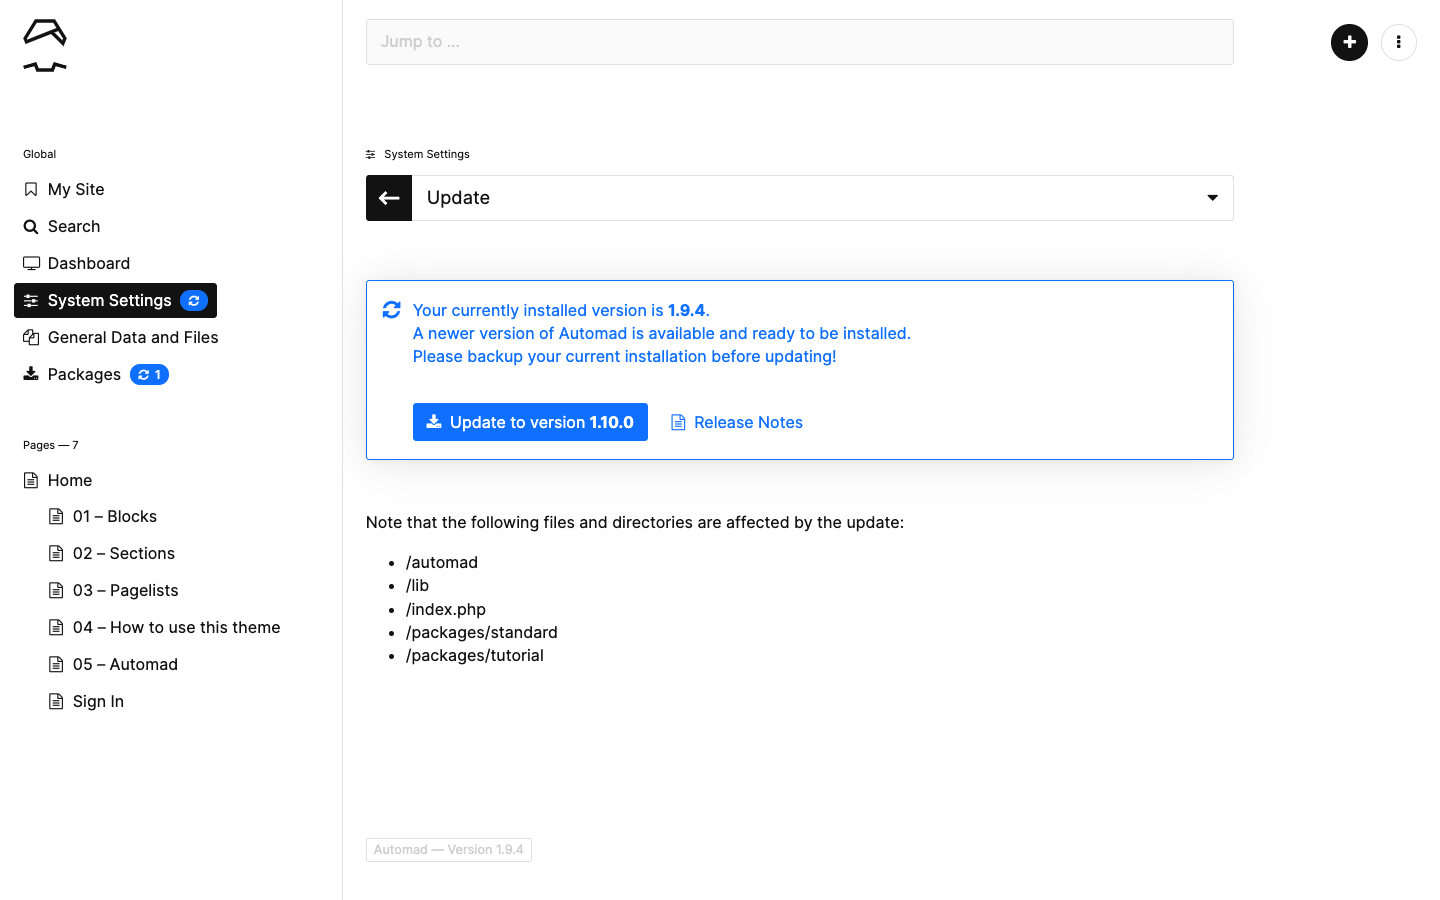 Jump to ...
Global
My Site
Search
Dashboard
System Settings
General Data and Files
Packages 1
Pages — 7
Home
01 – Blocks
02 – Sections
03 – Pagelists
04 – How to use this theme
05 – Automad
Sign In
System Settings
Update
Your currently installed version is 1.9.4.
A newer version of Automad is available and ready to be installed.
Please backup your current installation before updating!
Update to version 1.10.0
Release Notes
Note that the following files and directories are affected by the update:
/automad
/lib
/index.php
/packages/standard
/packages/tutorial
Automad — Version 1.9.4